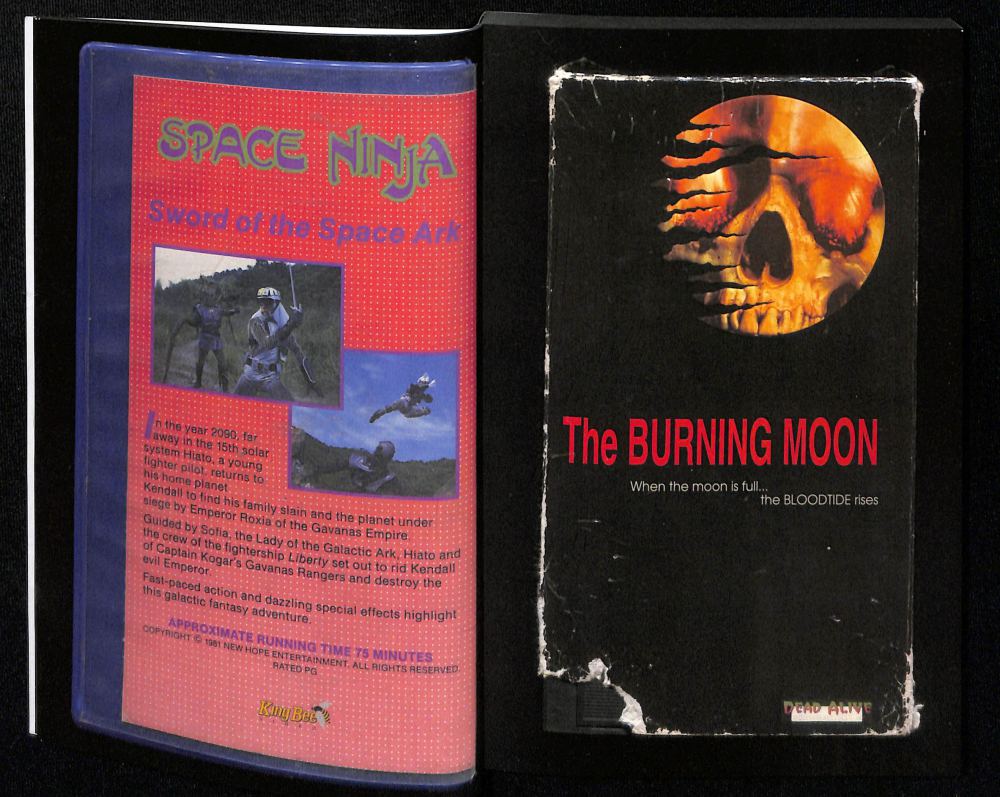 SPACE NINJA
Sword of the Space Ark
In the year 2090, far
away in the 15th solar
system Hiato, a young
fighter pilot, returns to
his home planet
Kendall to find his family slain and the planet under
siege by Emperor Roxia of the Gavanas Empire.
Guided by Sofia, the Lady of the Galactic Ark, Hiato and
the crew of the fightership Liberty set out to rid Kendall
of Captain Kogar's Gavanas Rangers and destroy the
evil Emperor.
Fast-paced action and dazzling special effects highlight
this galactic fantasy adventure.
APPROXIMATE RUNNING TIME 75 MINUTES
COPYRIGHT © 1981 NEW HOPE ENTERTAINMENT. ALL RIGHTS RESERVED.
RATED PG
King Bee
The BURNING MOON
When the moon is full...
the BLOODTIDE rises
DEAD ALIVE